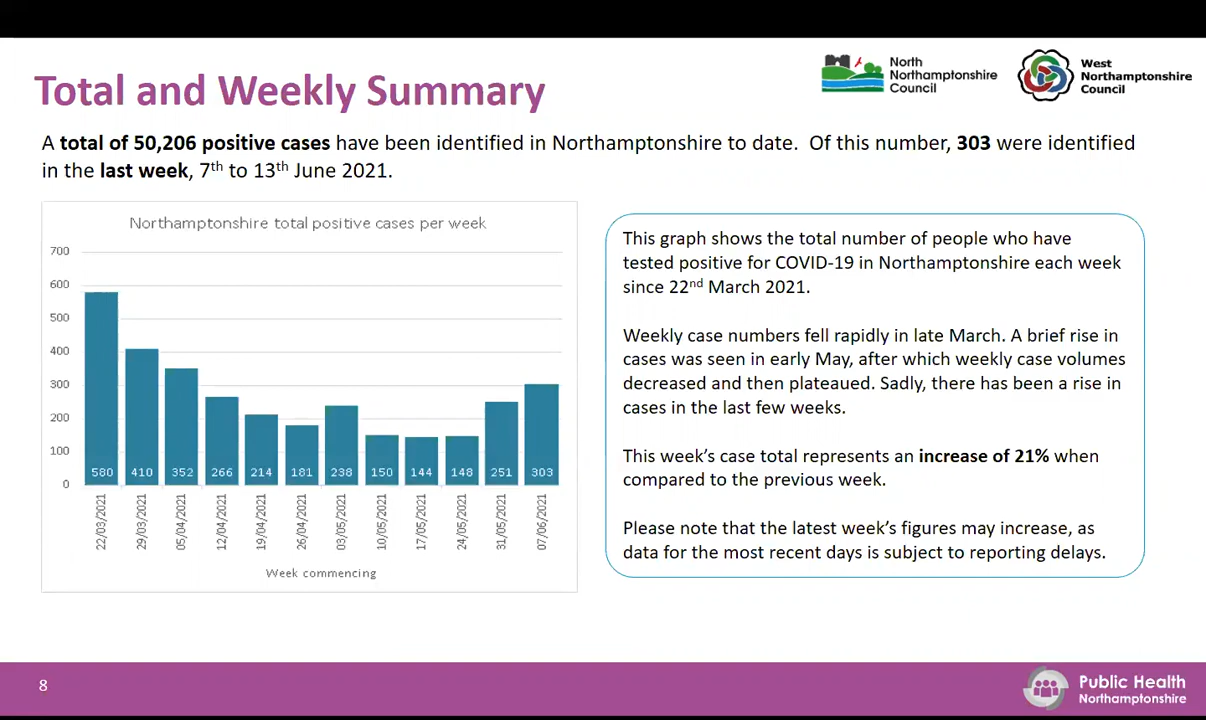 Total and Weekly Summary
North
Northamptonshire
Council
West
Northamptonshire
Council
A total of 50,206 positive cases have been identified in Northamptonshire to date. Of this number, 303 were identified
in the last week, 7th to 13th June 2021.
Northamptonshire total positive cases per week
700
600
500
400
300
200
100
0
580 410 352 266 214 181 238 150 144 148 251 303
22/03/2021 29/03/2021 05/04/2021 12/04/2021 19/04/2021 26/04/2021 03/05/2021 10/05/2021 17/05/2021 24/05/2021 31/05/2021 07/06/2021
Week commencing
This graph shows the total number of people who have
tested positive for COVID-19 in Northamptonshire each week
since 22nd March 2021.
Weekly case numbers fell rapidly in late March. A brief rise in
cases was seen in early May, after which weekly case volumes
decreased and then plateaued. Sadly, there has been a rise in
cases in the last few weeks.
This week’s case total represents an increase of 21% when
compared to the previous week.
Please note that the latest week’s figures may increase, as
data for the most recent days is subject to reporting delays.
8
Public Health
Northamptonshire